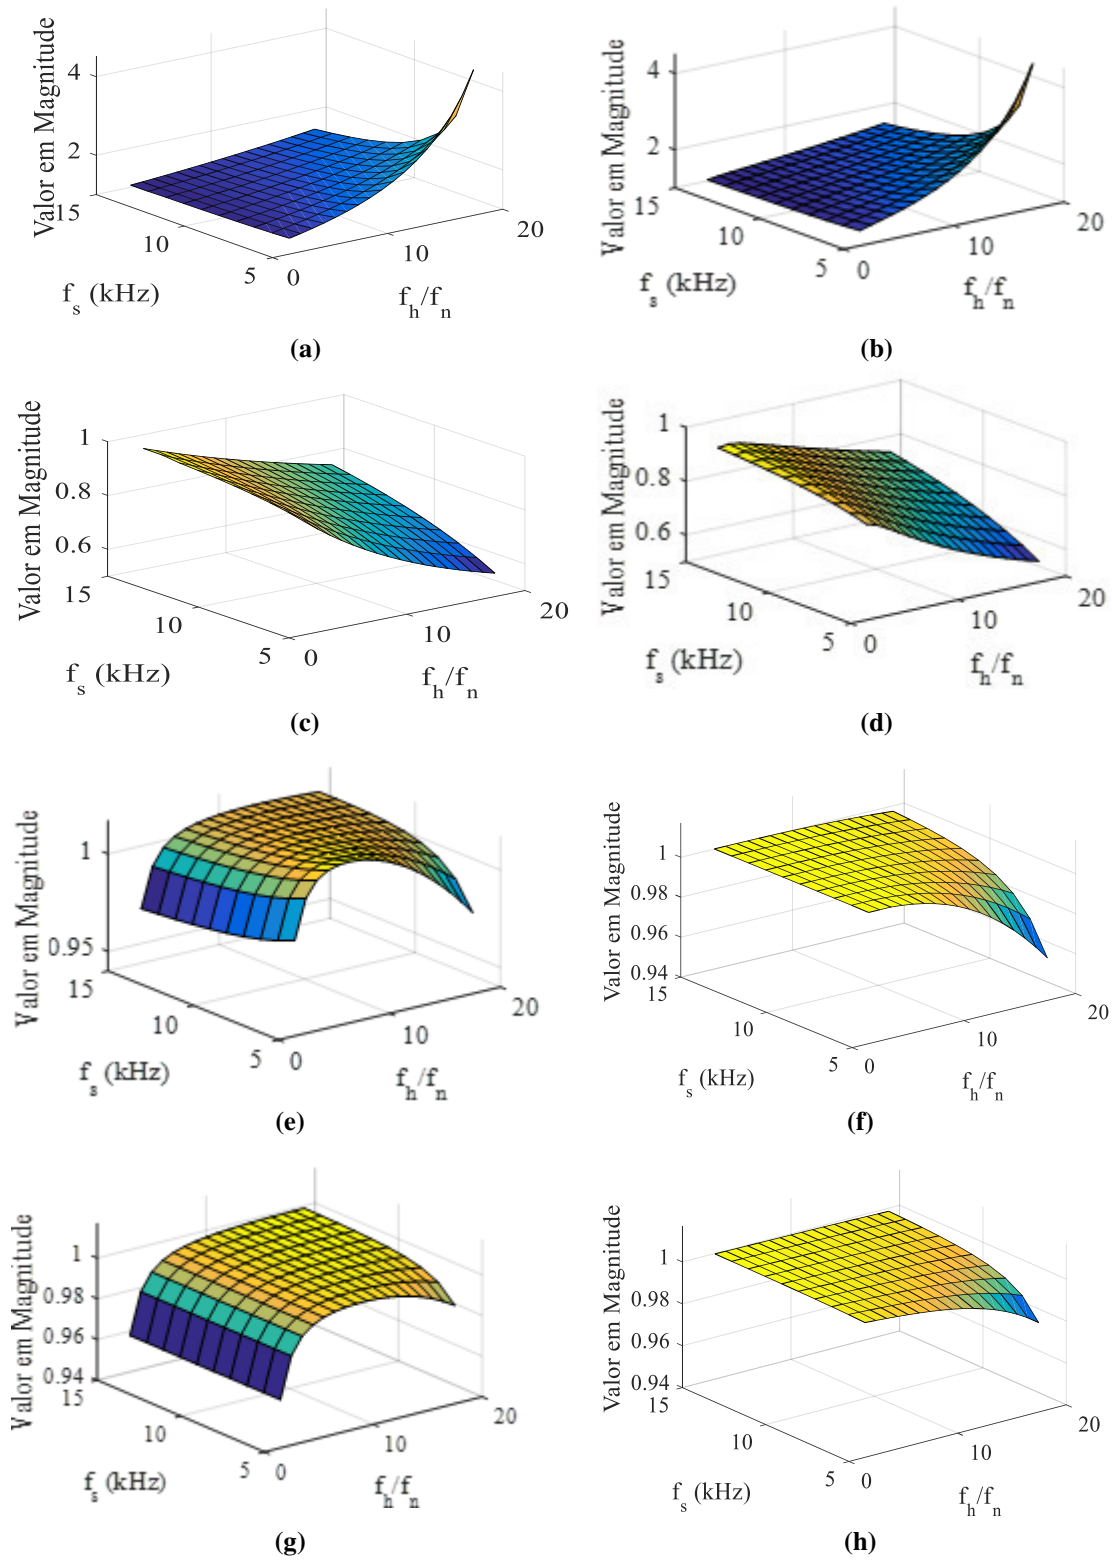 Valor em Magnitude
4
2
15
10
5
0
10
20
f_s (kHz)
f_h/f_n
(a)
Valor em Magnitude
4
2
15
10
5
0
10
20
f_s (kHz)
f_h/f_n
(b)
Valor em Magnitude
1
0.8
0.6
15
10
5
0
10
20
f_s (kHz)
f_h/f_n
(c)
Valor em Magnitude
1
0.8
0.6
15
10
5
0
10
20
f_s (kHz)
f_h/f_n
(d)
Valor em Magnitude
1
0.95
15
10
5
0
10
20
f_s (kHz)
f_h/f_n
(e)
Valor em Magnitude
1
0.98
0.96
0.94
15
10
5
0
10
20
f_s (kHz)
f_h/f_n
(f)
Valor em Magnitude
1
0.98
0.96
0.94
15
10
5
0
10
20
f_s (kHz)
f_h/f_n
(g)
Valor em Magnitude
1
0.98
0.96
0.94
15
10
5
0
10
20
f_s (kHz)
f_h/f_n
(h)